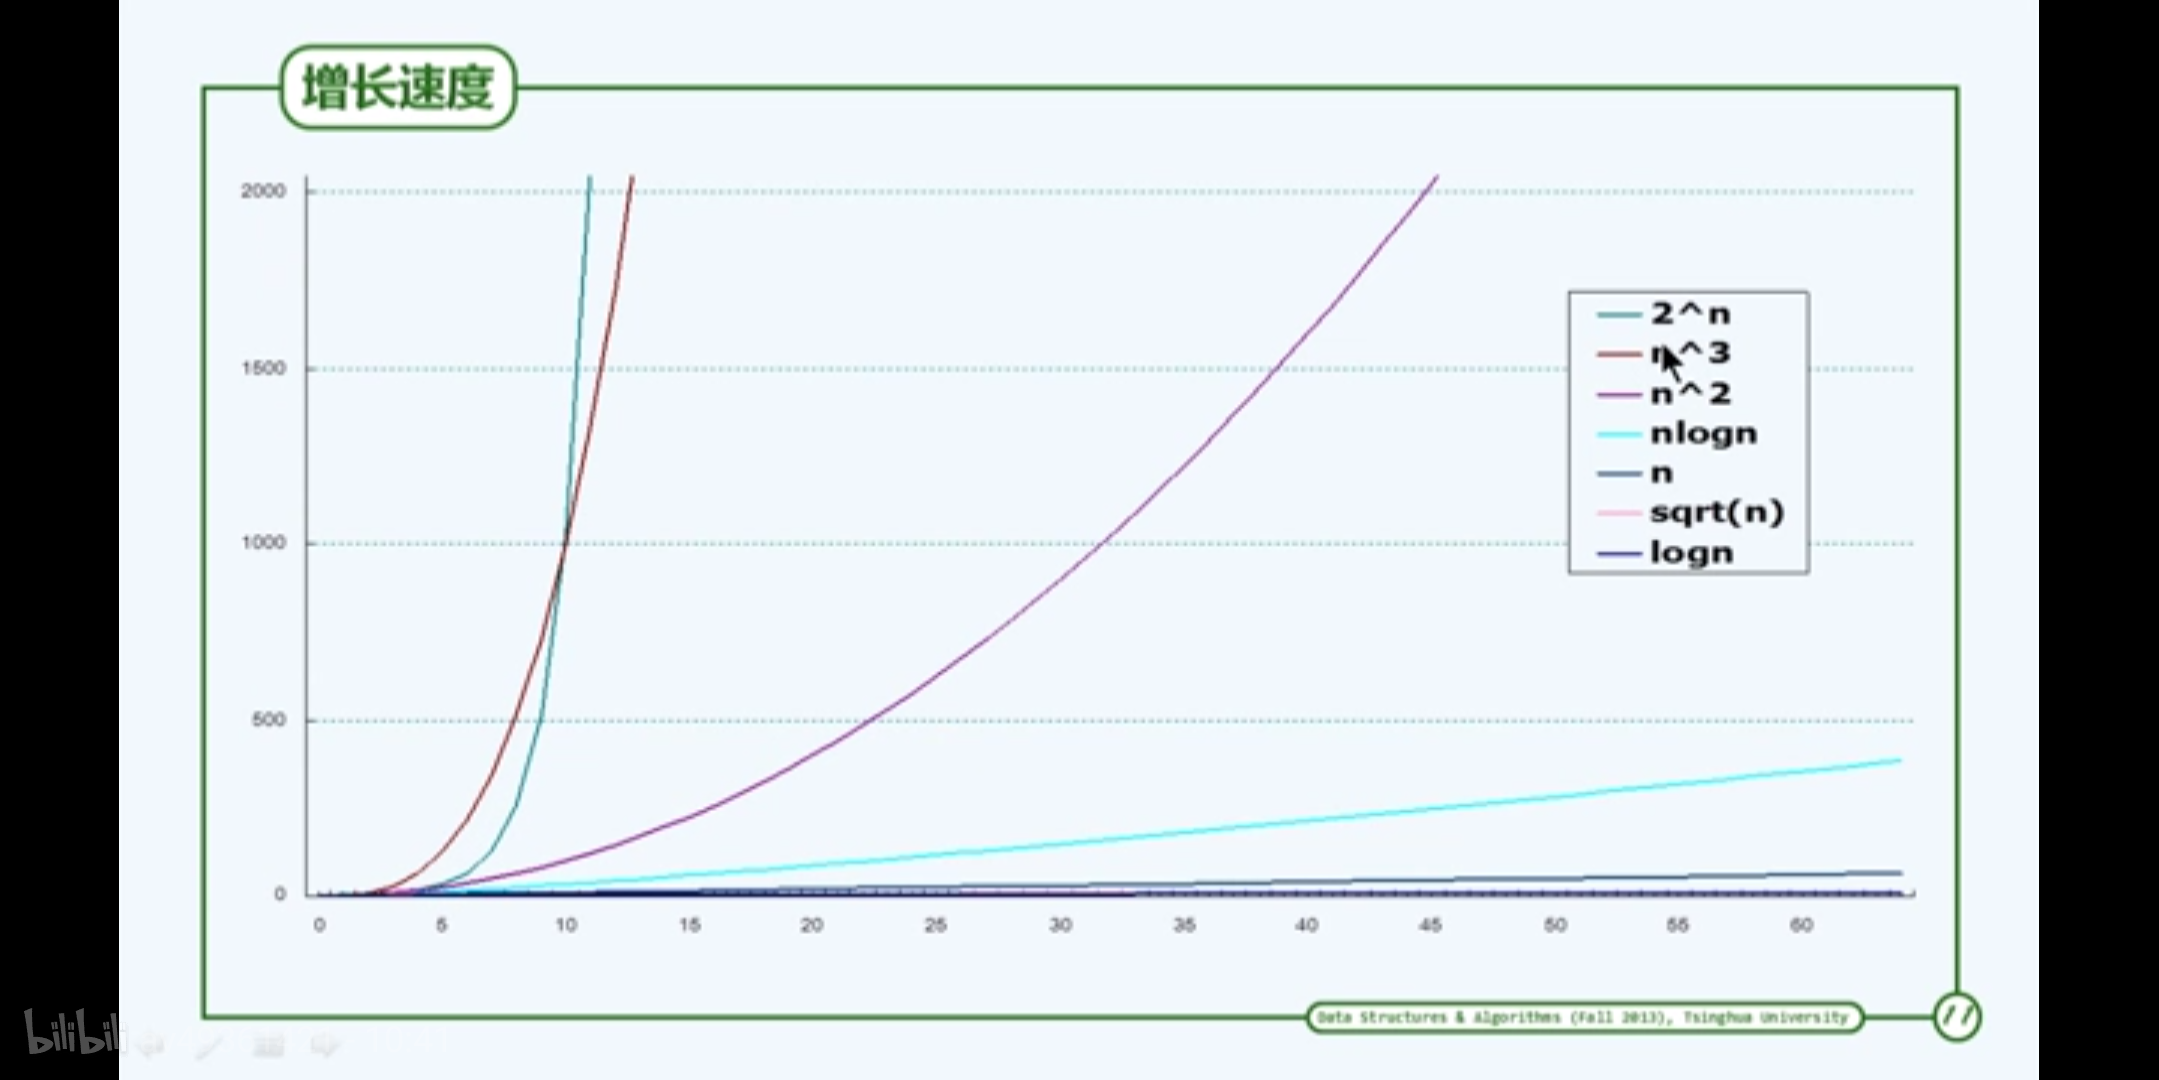 增长速度
2000
1500
1000
500
0
0 5 10 15 20 25 30 35 40 45 50 55 60
2^n
n^3
n^2
nlogn
n
sqrt(n)
logn
Data Structures & Algorithms (Fall 2013), Tsinghua University
bilibili